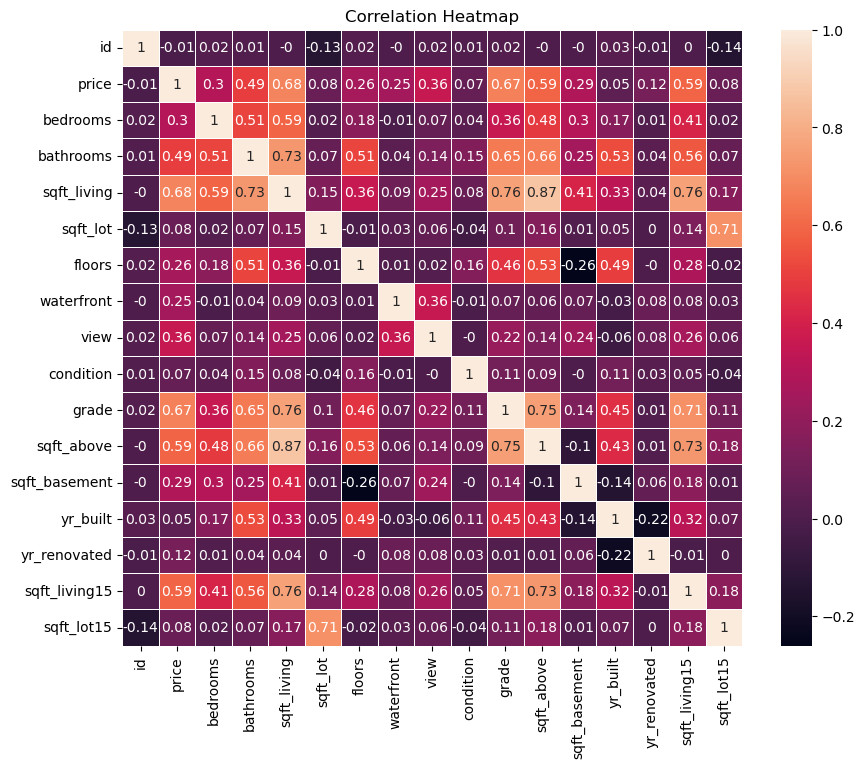 Correlation Heatmap
id 1 -0.01 0.02 0.01 -0 -0.13 0.02 -0 0.02 0.01 0.02 -0 -0 0.03 -0.01 0 -0.14
price -0.01 1 0.3 0.49 0.68 0.08 0.26 0.25 0.36 0.07 0.67 0.59 0.29 0.05 0.12 0.59 0.08
bedrooms 0.02 0.3 1 0.51 0.59 0.02 0.18 -0.01 0.07 0.04 0.36 0.48 0.3 0.17 0.01 0.41 0.02
bathrooms 0.01 0.49 0.51 1 0.73 0.07 0.51 0.04 0.14 0.15 0.65 0.66 0.25 0.53 0.04 0.56 0.07
sqft_living -0 0.68 0.59 0.73 1 0.15 0.36 0.09 0.25 0.08 0.76 0.87 0.41 0.33 0.04 0.76 0.17
sqft_lot -0.13 0.08 0.02 0.07 0.15 1 -0.01 0.03 0.06 -0.04 0.1 0.16 0.01 0.05 0 0.14 0.71
floors 0.02 0.26 0.18 0.51 0.36 -0.01 1 0.01 0.02 0.16 0.46 0.53 -0.26 0.49 -0 0.28 -0.02
waterfront -0 0.25 -0.01 0.04 0.09 0.03 0.01 1 0.36 -0.01 0.07 0.06 0.07 -0.03 0.08 0.08 0.03
view 0.02 0.36 0.07 0.14 0.25 0.06 0.02 0.36 1 -0 0.22 0.14 0.24 -0.06 0.08 0.26 0.06
condition 0.01 0.07 0.04 0.15 0.08 -0.04 0.16 -0.01 -0 1 0.11 0.09 -0 0.11 0.03 0.05 -0.04
grade 0.02 0.67 0.36 0.65 0.76 0.1 0.46 0.07 0.22 0.11 1 0.75 0.14 0.45 0.01 0.71 0.11
sqft_above -0 0.59 0.48 0.66 0.87 0.16 0.53 0.06 0.14 0.09 0.75 1 -0.1 0.43 0.01 0.73 0.18
sqft_basement -0 0.29 0.3 0.25 0.41 0.01 -0.26 0.07 0.24 -0 0.14 -0.1 1 -0.14 0.06 0.18 0.01
yr_built 0.03 0.05 0.17 0.53 0.33 0.05 0.49 -0.03 -0.06 0.11 0.45 0.43 -0.14 1 -0.22 0.32 0.07
yr_renovated -0.01 0.12 0.01 0.04 0.04 0 -0 0.08 0.08 0.03 0.01 0.01 0.06 -0.22 1 -0.01 0
sqft_living15 0 0.59 0.41 0.56 0.76 0.14 0.28 0.08 0.26 0.05 0.71 0.73 0.18 0.32 -0.01 1 0.18
sqft_lot15 -0.14 0.08 0.02 0.07 0.17 0.71 -0.02 0.03 0.06 -0.04 0.11 0.18 0.01 0.07 0 0.18 1
id price bedrooms bathrooms sqft_living sqft_lot floors waterfront view condition grade sqft_above sqft_basement yr_built yr_renovated sqft_living15 sqft_lot15
1.0
0.8
0.6
0.4
0.2
0.0
−0.2